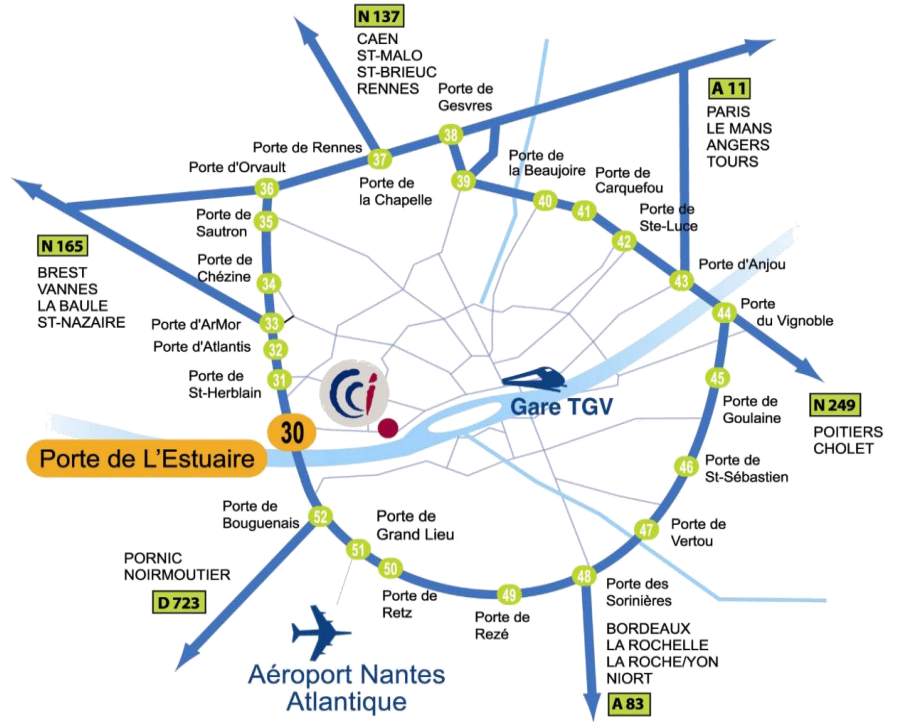 N 137
CAEN
ST-MALO
ST-BRIEUC
RENNES
Porte de
Gesvres
38
A 11
PARIS
LE MANS
ANGERS
TOURS
Porte de Rennes
37
Porte d'Orvault
36
Porte de
la Chapelle
39
Porte de
la Beaujoire
40
Porte de
Carquefou
41
Porte de
Ste-Luce
42
Porte de
Sautron
35
N 165
BREST
VANNES
LA BAULE
ST-NAZAIRE
Porte de
Chézine
34
Porte d'Anjou
43
Porte
du Vignoble
44
Porte d'ArMor
33
Porte d'Atlantis
32
Porte de
St-Herblain
31
CCi
Gare TGV
45
Porte de
Goulaine
N 249
POITIERS
CHOLET
30
Porte de L'Estuaire
46
Porte de
St-Sébastien
Porte de
Bouguenais
52
Porte de
Grand Lieu
51
47
Porte de
Vertou
PORNIC
NOIRMOUTIER
D 723
50
Porte de
Retz
49
Porte de
Rezé
48
Porte des
Sorinières
BORDEAUX
LA ROCHELLE
LA ROCHE/YON
NIORT
A 83
Aéroport Nantes
Atlantique